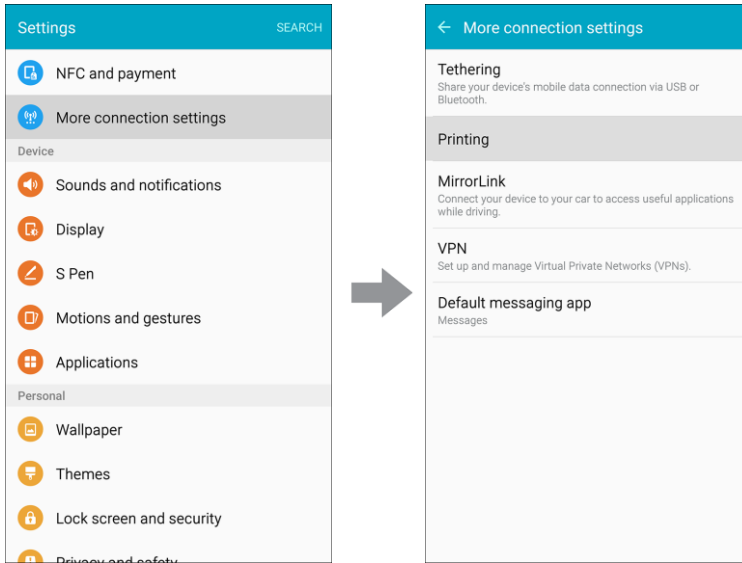 Settings
SEARCH
NFC and payment
More connection settings
Device
Sounds and notifications
Display
S Pen
Motions and gestures
Applications
Personal
Wallpaper
Themes
Lock screen and security
Privacy and safety
More connection settings
Tethering
Share your device's mobile data connection via USB or
Bluetooth.
Printing
MirrorLink
Connect your device to your car to access useful applications
while driving.
VPN
Set up and manage Virtual Private Networks (VPNs).
Default messaging app
Messages